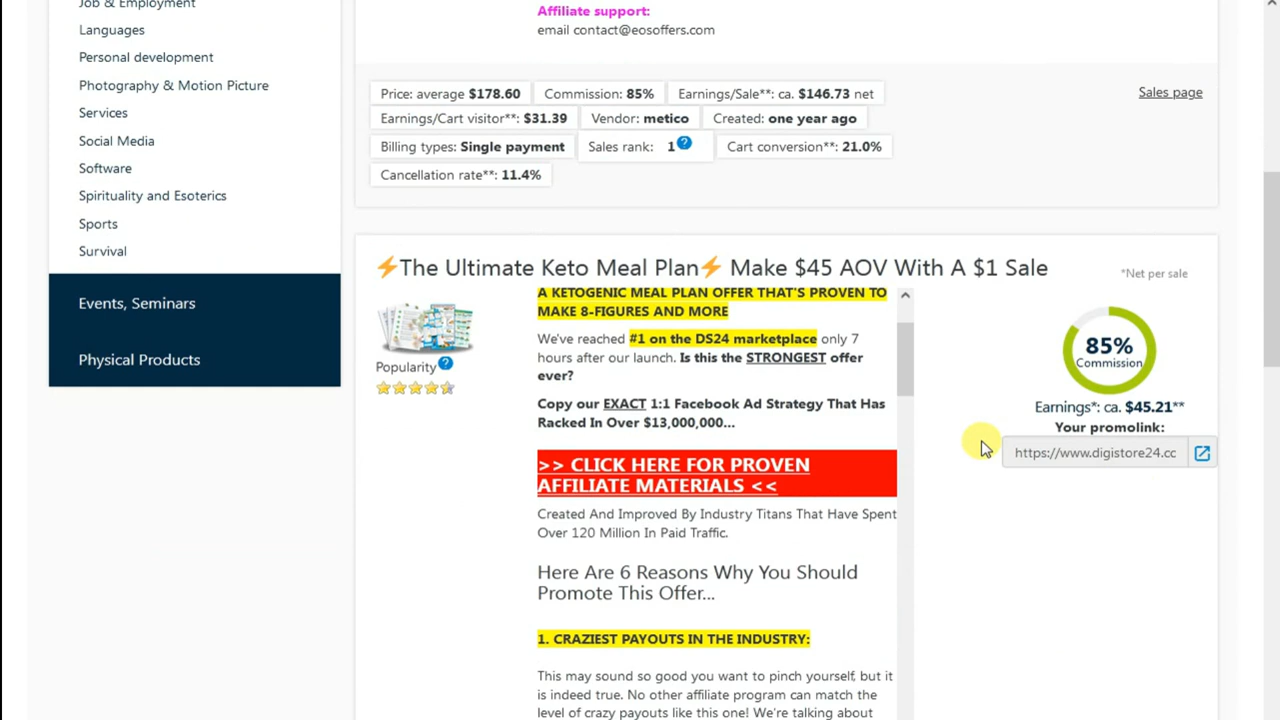 Job & Employment
Languages
Personal development
Photography & Motion Picture
Services
Social Media
Software
Spirituality and Esoterics
Sports
Survival
Events, Seminars
Physical Products
Affiliate support:
email contact@eosoffers.com
Price: average $178.60
Commission: 85%
Earnings/Sale**: ca. $146.73 net
Sales page
Earnings/Cart visitor**: $31.39
Vendor: metico
Created: one year ago
Billing types: Single payment
Sales rank: 1 ?
Cart conversion**: 21.0%
Cancellation rate**: 11.4%
⚡The Ultimate Keto Meal Plan⚡ Make $45 AOV With A $1 Sale
*Net per sale
Popularity ?
A KETOGENIC MEAL PLAN OFFER THAT'S PROVEN TO
MAKE 8-FIGURES AND MORE
We've reached #1 on the DS24 marketplace only 7
hours after our launch. Is this the STRONGEST offer
ever?
Copy our EXACT 1:1 Facebook Ad Strategy That Has
Racked In Over $13,000,000...
>> CLICK HERE FOR PROVEN
AFFILIATE MATERIALS <<
Created And Improved By Industry Titans That Have Spent
Over 120 Million In Paid Traffic.
Here Are 6 Reasons Why You Should
Promote This Offer...
1. CRAZIEST PAYOUTS IN THE INDUSTRY:
This may sound so good you want to pinch yourself, but it
is indeed true. No other affiliate program can match the
level of crazy payouts like this one! We're talking about
85%
Commission
Earnings*: ca. $45.21**
Your promolink:
https://www.digistore24.cc